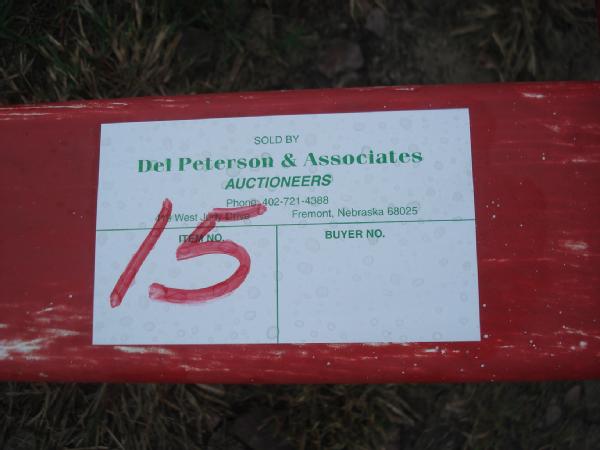 SOLD BY
Del Peterson & Associates
AUCTIONEERS
Phone 402-721-4388
West Judy Drive Fremont, Nebraska 68025
ITEM NO. BUYER NO.
15